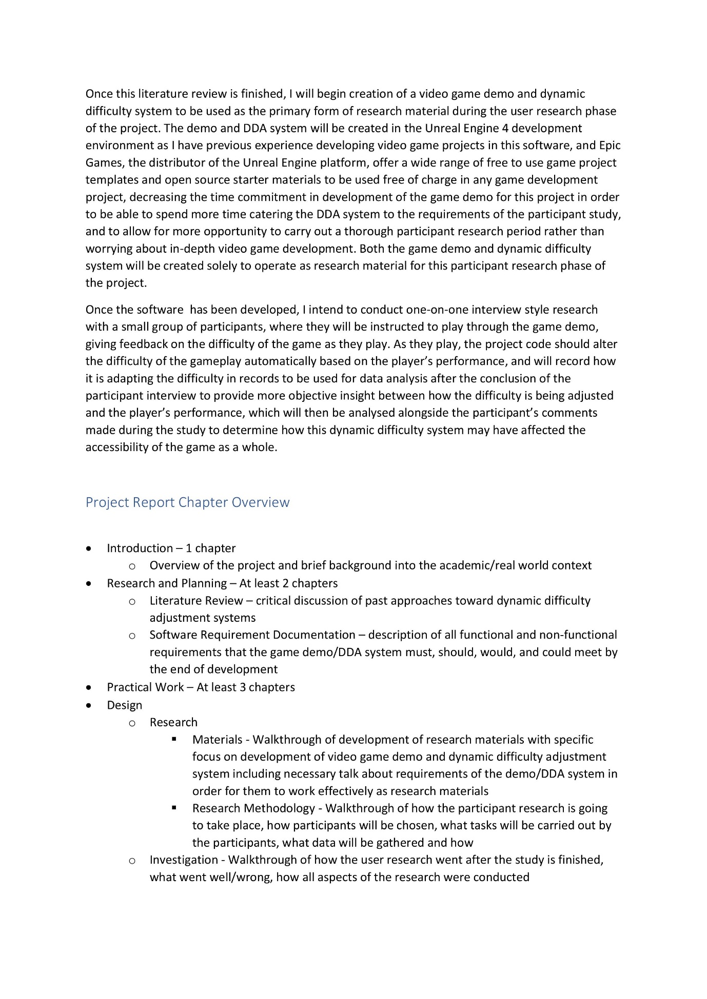 Once this literature review is finished, I will begin creation of a video game demo and dynamic
difficulty system to be used as the primary form of research material during the user research phase
of the project. The demo and DDA system will be created in the Unreal Engine 4 development
environment as I have previous experience developing video game projects in this software, and Epic
Games, the distributor of the Unreal Engine platform, offer a wide range of free to use game project
templates and open source starter materials to be used free of charge in any game development
project, decreasing the time commitment in development of the game demo for this project in order
to be able to spend more time catering the DDA system to the requirements of the participant study,
and to allow for more opportunity to carry out a thorough participant research period rather than
worrying about in-depth video game development. Both the game demo and dynamic difficulty
system will be created solely to operate as research material for this participant research phase of
the project.
Once the software  has been developed, I intend to conduct one-on-one interview style research
with a small group of participants, where they will be instructed to play through the game demo,
giving feedback on the difficulty of the game as they play. As they play, the project code should alter
the difficulty of the gameplay automatically based on the player’s performance, and will record how
it is adapting the difficulty in records to be used for data analysis after the conclusion of the
participant interview to provide more objective insight between how the difficulty is being adjusted
and the player’s performance, which will then be analysed alongside the participant’s comments
made during the study to determine how this dynamic difficulty system may have affected the
accessibility of the game as a whole.
Project Report Chapter Overview
• Introduction – 1 chapter
o Overview of the project and brief background into the academic/real world context
• Research and Planning – At least 2 chapters
o Literature Review – critical discussion of past approaches toward dynamic difficulty
adjustment systems
o Software Requirement Documentation – description of all functional and non-functional
requirements that the game demo/DDA system must, should, would, and could meet by
the end of development
• Practical Work – At least 3 chapters
• Design
o Research
▪ Materials - Walkthrough of development of research materials with specific
focus on development of video game demo and dynamic difficulty adjustment
system including necessary talk about requirements of the demo/DDA system in
order for them to work effectively as research materials
▪ Research Methodology - Walkthrough of how the participant research is going
to take place, how participants will be chosen, what tasks will be carried out by
the participants, what data will be gathered and how
o Investigation - Walkthrough of how the user research went after the study is finished,
what went well/wrong, how all aspects of the research were conducted